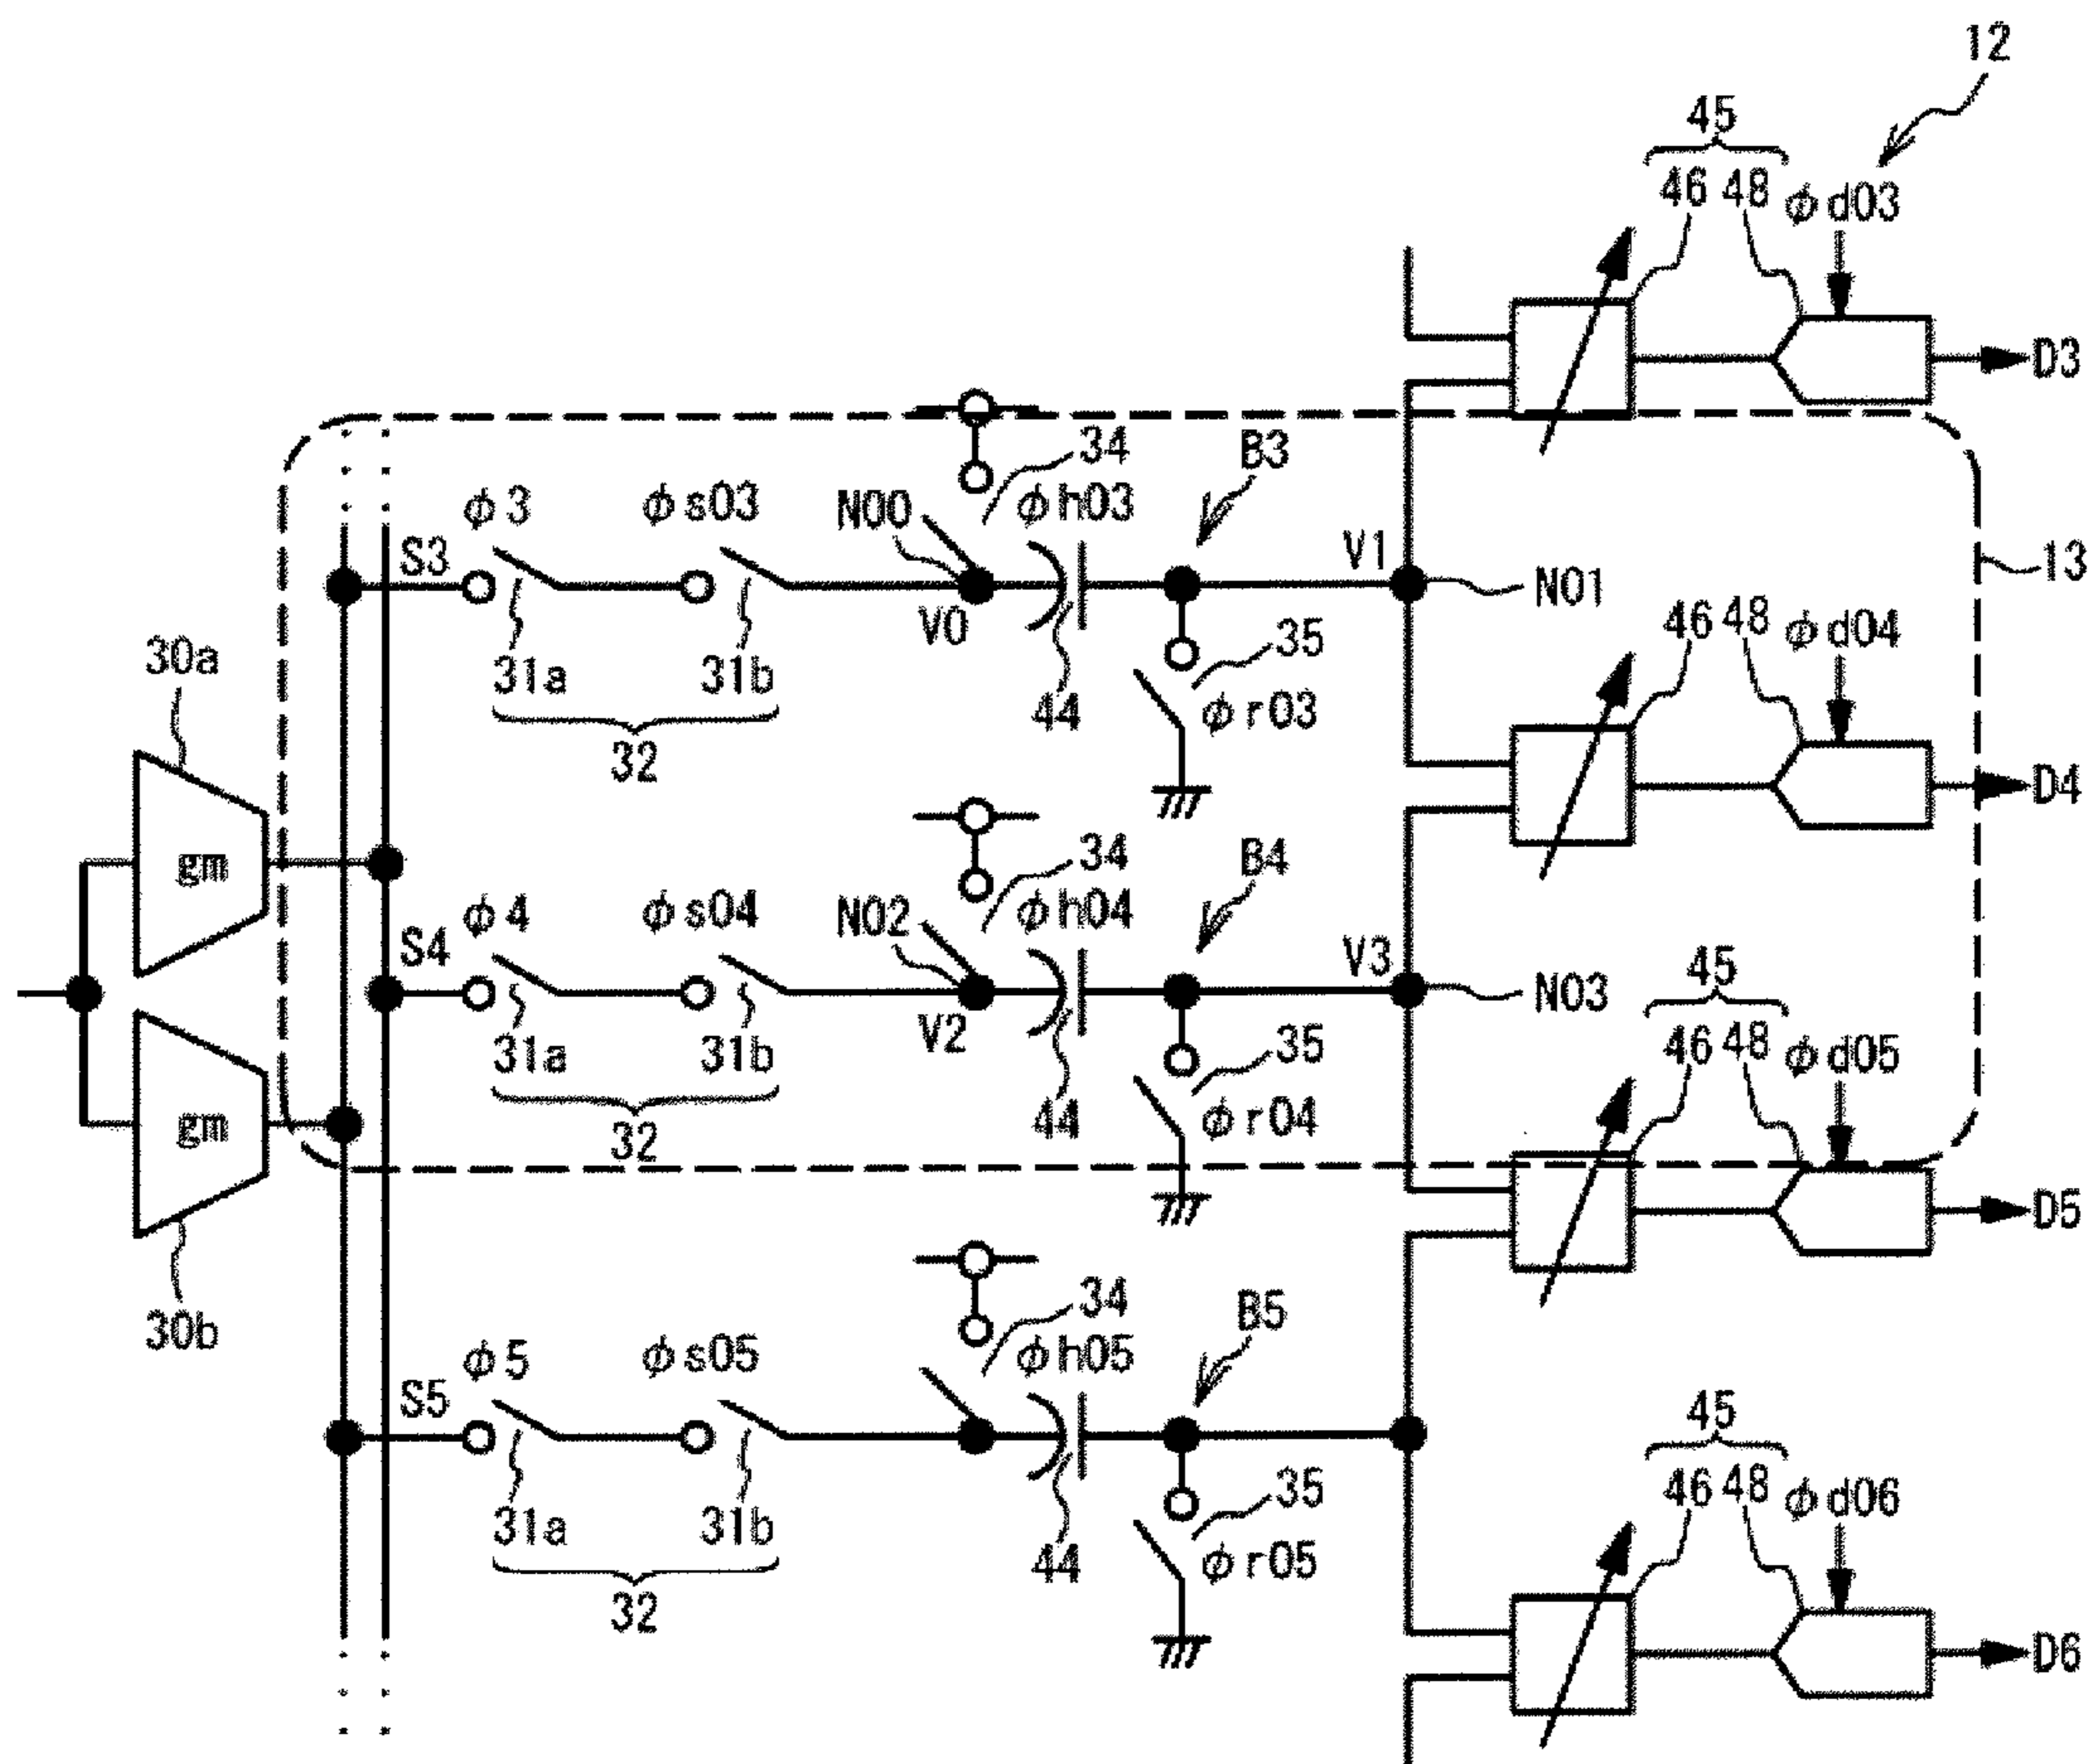 12
45
46 48 φd03
D3
34 B3
φ3 φs03 N00 φh03
S3 V1
13
N01
V0
46 48 φd04
30a 31a 31b 35
44 φr03
32
D4
34 B4
gm φ4 φs04 N02 φh04
S4 V3 45
N03
V2
46 48 φd05
31a 31b 35
gm 44 φr04
32
D5
30b 34 B5
φ5 φs05 φh05
S5 45
46 48 φd06
31a 31b 35
44 φr05
32
D6